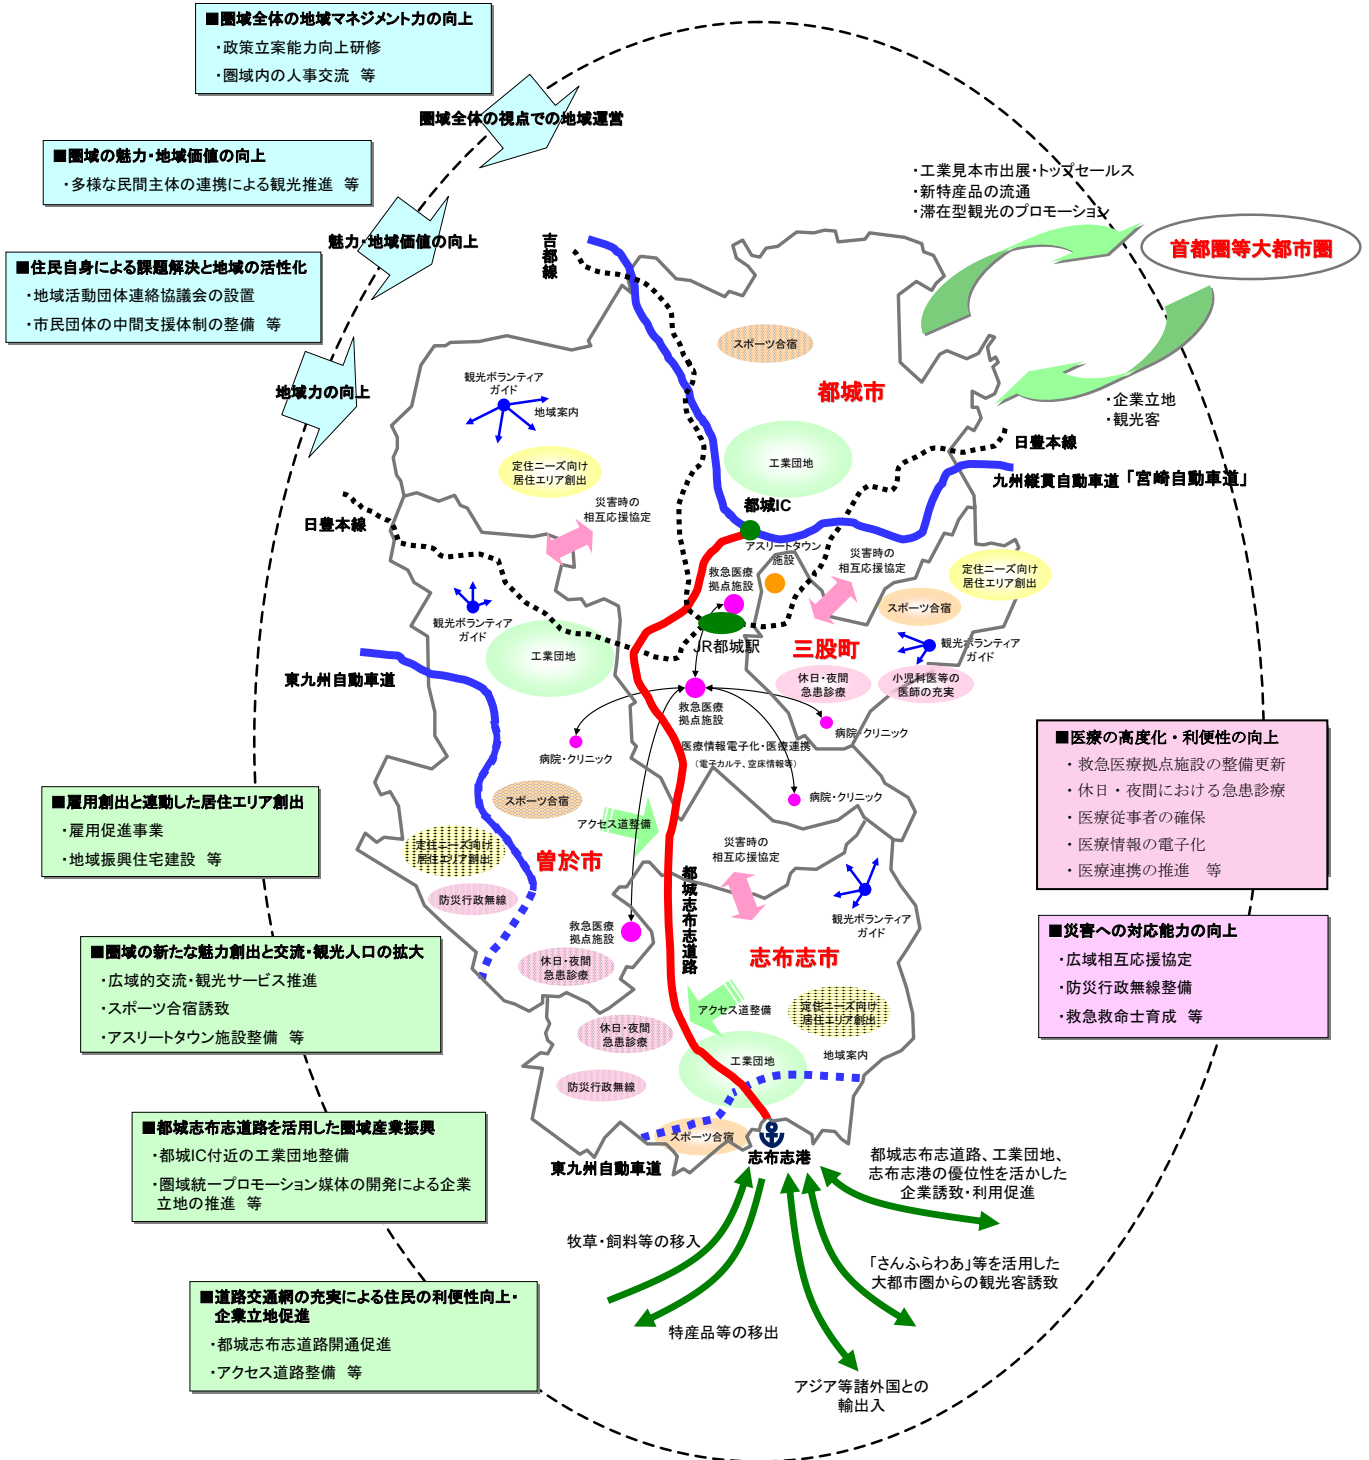 ■圏域全体の地域マネジメント力の向上
・政策立案能力向上研修
・圏域内の人事交流　等
圏域全体の視点での地域運営
■圏域の魅力・地域価値の向上
・多様な民間主体の連携による観光推進　等
魅力・地域価値の向上
■住民自身による課題解決と地域の活性化
・地域活動団体連絡協議会の設置
・市民団体の中間支援体制の整備　等
地域力の向上
・工業見本市出展・トップセールス
・新特産品の流通
・滞在型観光のプロモーション
首都圏等大都市圏
・企業立地
・観光客
吉都線
スポーツ合宿
都城市
観光ボランティア
ガイド
地域案内
工業団地
定住ニーズ向け
居住エリア創出
日豊本線
九州縦貫自動車道「宮崎自動車道」
都城IC
災害時の
相互応援協定
日豊本線
アスリートタウン
施設
災害時の
相互応援協定
定住ニーズ向け
居住エリア創出
救急医療
拠点施設
スポーツ合宿
観光ボランティア
ガイド
JR都城駅
三股町
観光ボランティア
ガイド
工業団地
東九州自動車道
休日・夜間
急患診療
小児科医等の
医師の充実
救急医療
拠点施設
病院・クリニック
病院・クリニック
医療情報電子化・医療連携
（電子カルテ、空床情報等）
病院・クリニック
■医療の高度化・利便性の向上
・救急医療拠点施設の整備更新
・休日・夜間における急患診療
・医療従事者の確保
・医療情報の電子化
・医療連携の推進　等
■雇用創出と連動した居住エリア創出
・雇用促進事業
・地域振興住宅建設　等
スポーツ合宿
アクセス道整備
定住ニーズ向け
居住エリア創出
曽於市
災害時の
相互応援協定
都城志布志道路
防災行政無線
観光ボランティア
ガイド
救急医療
拠点施設
■災害への対応能力の向上
・広域相互応援協定
・防災行政無線整備
・救急救命士育成　等
■圏域の新たな魅力創出と交流・観光人口の拡大
・広域的交流・観光サービス推進
・スポーツ合宿誘致
・アスリートタウン施設整備　等
休日・夜間
急患診療
志布志市
アクセス道整備
定住ニーズ向け
居住エリア創出
休日・夜間
急患診療
工業団地
地域案内
防災行政無線
■都城志布志道路を活用した圏域産業振興
・都城IC付近の工業団地整備
・圏域統一プロモーション媒体の開発による企業
立地の推進　等
スポーツ合宿
東九州自動車道
志布志港
都城志布志道路、工業団地、
志布志港の優位性を活かした
企業誘致・利用促進
牧草・飼料等の移入
「さんふらわあ」等を活用した
大都市圏からの観光客誘致
■道路交通網の充実による住民の利便性向上・
企業立地促進
・都城志布志道路開通促進
・アクセス道路整備　等
特産品等の移出
アジア等諸外国との
輸出入